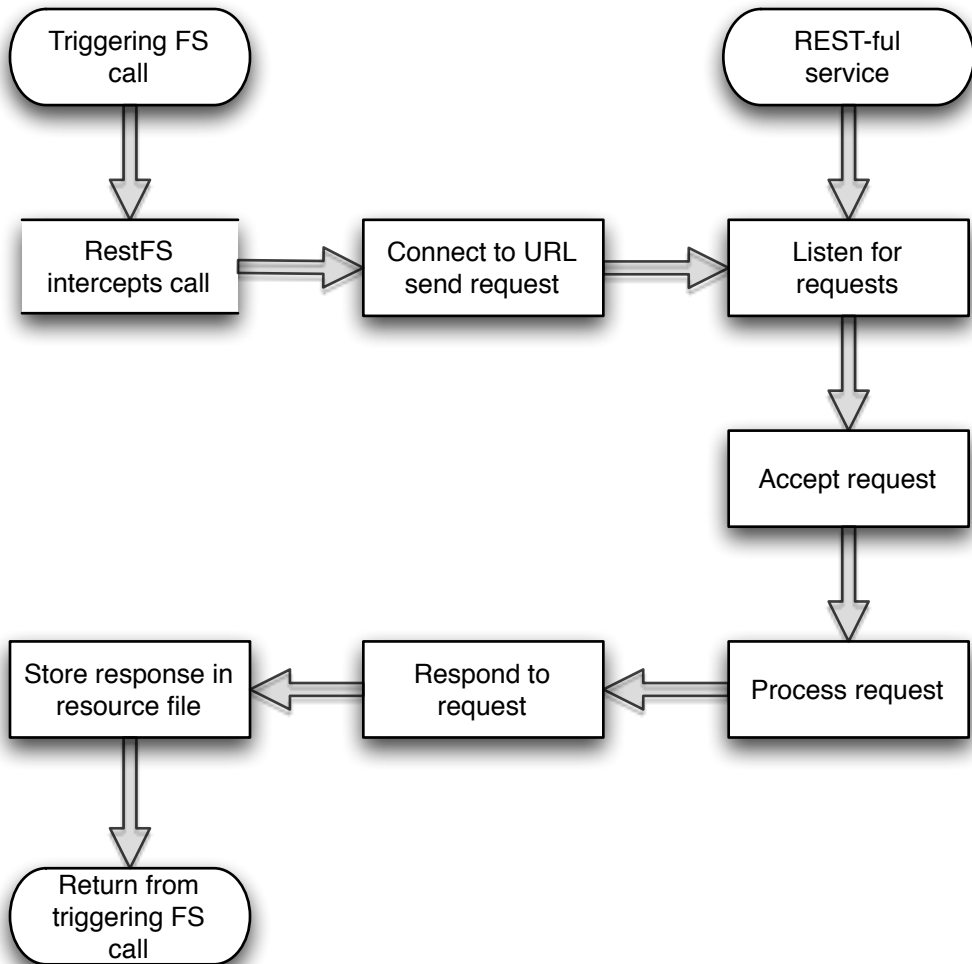 Triggering FS
call
REST-ful
service
RestFS
intercepts call
Connect to URL
send request
Listen for
requests
Accept request
Store response in
resource file
Respond to
request
Process request
Return from
triggering FS
call